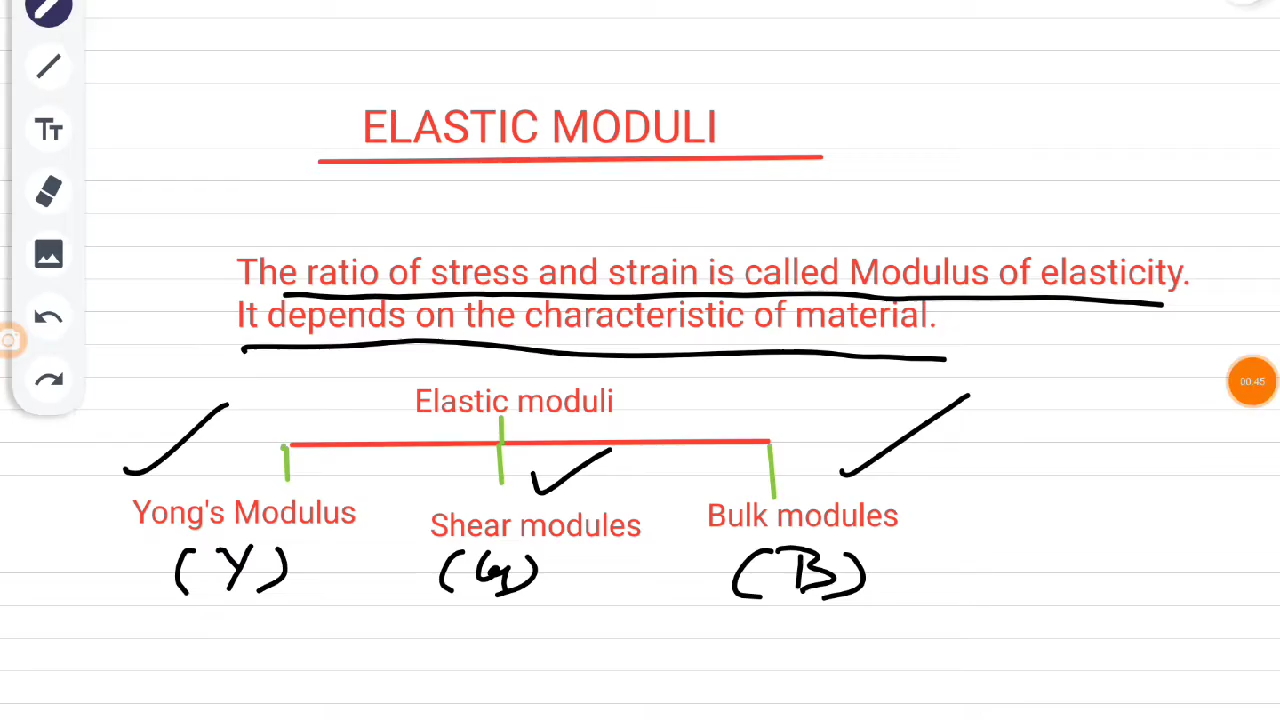 TT
ELASTIC MODULI
The ratio of stress and strain is called Modulus of elasticity.
It depends on the characteristic of material.
00:45
Elastic moduli
Yong's Modulus
Shear modules
Bulk modules
(Y)
(G)
(B)